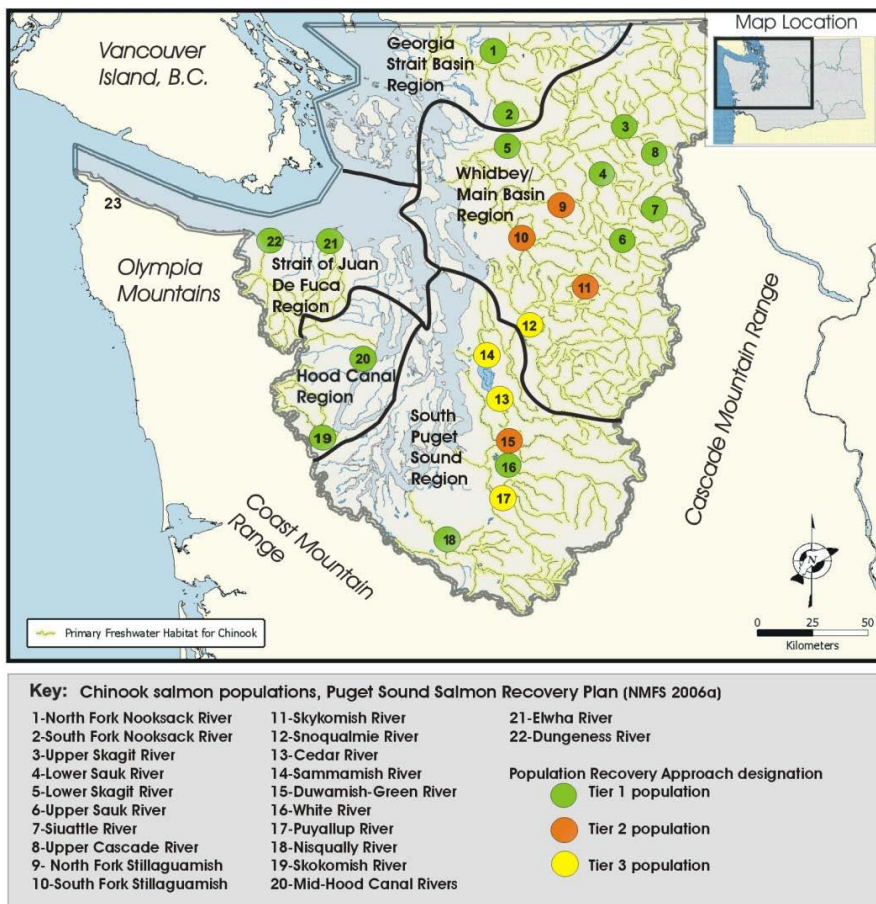 Vancouver
Island, B.C.
Georgia
Strait Basin
Region
Map Location
1
2
3
5
8
4
Whidbey/
Main Basin
Region
9
7
10
6
23
22
21
Strait of Juan
De Fuca
Region
Olympia
Mountains
11
12
14
20
Hood Canal
Region
13
19
South
Puget
Sound
Region
15
16
17
18
Cascade Mountain Range
Coast Mountain
Range
N
Primary Freshwater Habitat for Chinook
0 25 50
Kilometers
Key: Chinook salmon populations, Puget Sound Salmon Recovery Plan (NMFS 2006a)
1-North Fork Nooksack River
2-South Fork Nooksack River
3-Upper Skagit River
4-Lower Sauk River
5-Lower Skagit River
6-Upper Sauk River
7-Siuattle River
8-Upper Cascade River
9- North Fork Stillaguamish
10-South Fork Stillaguamish
11-Skykomish River
12-Snoqualmie River
13-Cedar River
14-Sammamish River
15-Duwamish-Green River
16-White River
17-Puyallup River
18-Nisqually River
19-Skokomish River
20-Mid-Hood Canal Rivers
21-Elwha River
22-Dungeness River
Population Recovery Approach designation
Tier 1 population
Tier 2 population
Tier 3 population